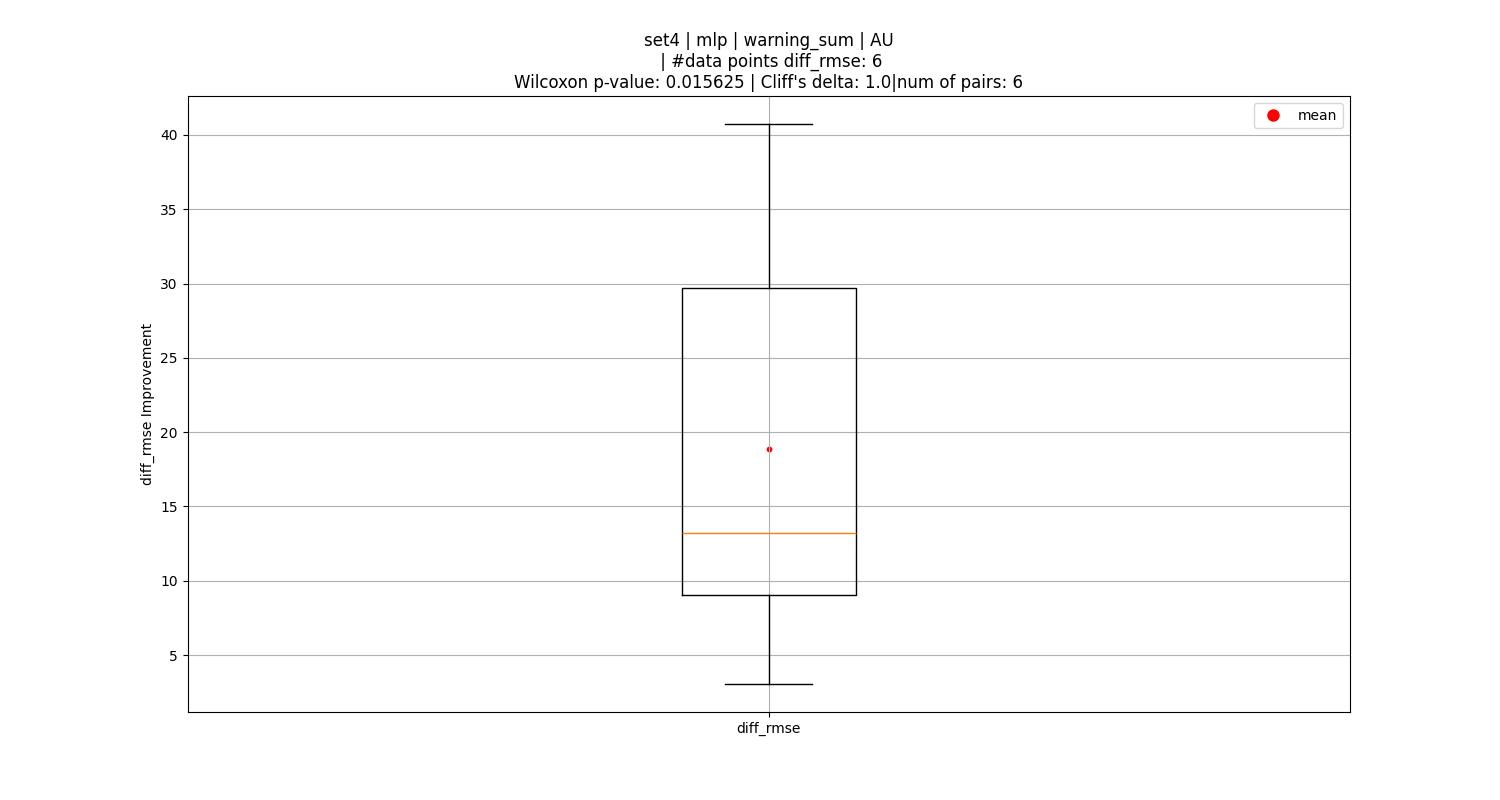 set4 | mlp | warning_sum | AU
| #data points diff_rmse: 6
Wilcoxon p-value: 0.015625 | Cliff's delta: 1.0|num of pairs: 6
mean
40
35
30
25
20
15
10
5
diff_rmse Improvement
diff_rmse